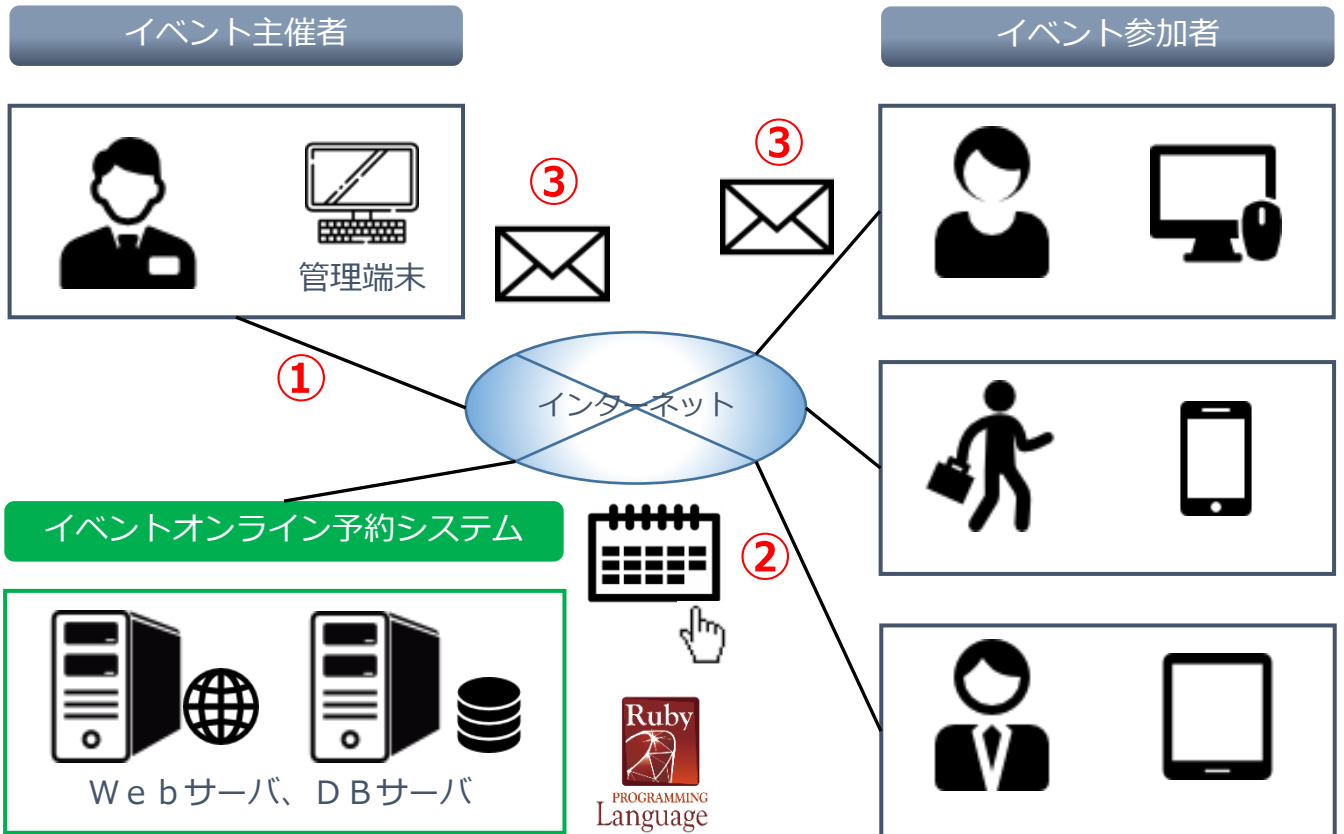 イベント主催者
イベント参加者
③
③
管理端末
①
インターネット
イベントオンライン予約システム
②
Ｗｅｂサーバ、ＤＢサーバ
Ruby
PROGRAMMING
Language